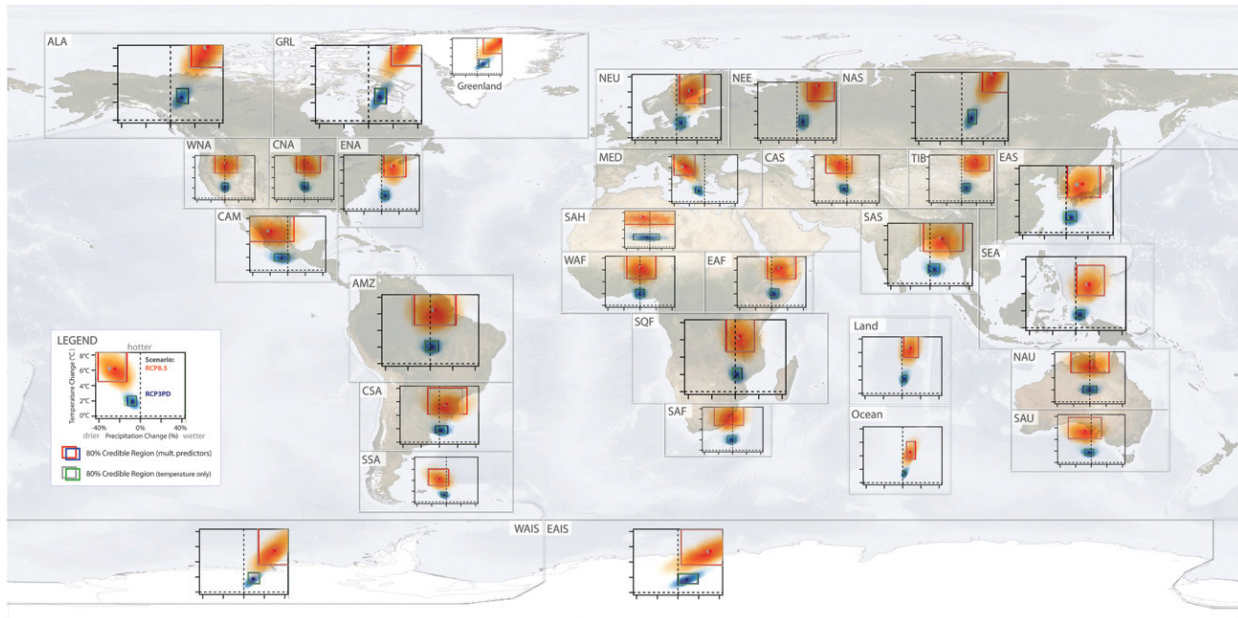 ALA
GRL
Greenland
NEU
NEE
NAS
WNA
CNA
ENA
MED
CAS
TIB
EAS
CAM
SAH
SAS
SEA
WAF
EAF
AMZ
SQF
Land
NAU
CSA
SAF
Ocean
SAU
SSA
WAIS
EAIS
LEGEND
hotter
8°C
6°C
4°C
2°C
0°C
Temperature Change (°C)
Scenario:
RCP8.5
RCP3PD
-40%
0%
40%
drier
Precipitation Change (%)
wetter
80% Credible Region (mult. predictors)
80% Credible Region (temperature only)